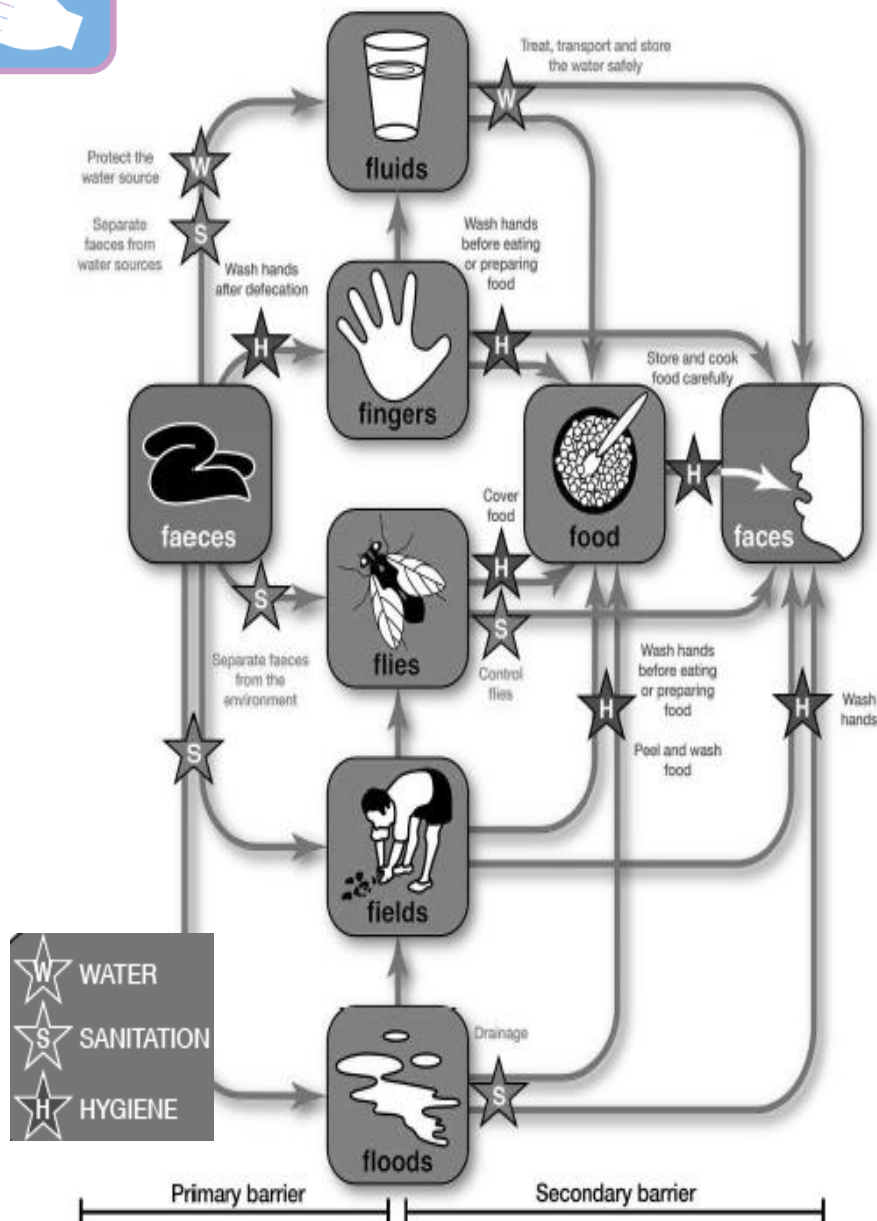 Treat, transport and store
the water safely
W
fluids
Protect the
water source
W
Separate
faeces from
water sources
S
Wash hands
after defecation
H
Wash hands
before eating
or preparing
food
H
fingers
Store and cook
food carefully
H
faeces
food
faces
Cover
food
H
S
flies
S
Control
flies
Separate faeces
from the
environment
Wash hands
before eating
or preparing
food
H
Peel and wash
food
H
Wash
hands
S
fields
W WATER
S SANITATION
H HYGIENE
Drainage
S
floods
Primary barrier
Secondary barrier